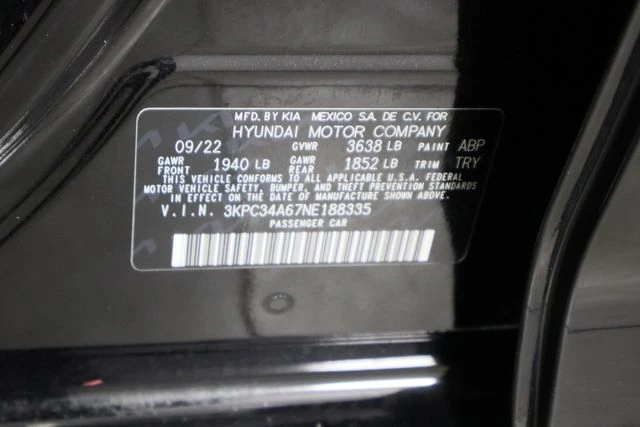 MFD. BY KIA MEXICO S.A. DE C.V. FOR
HYUNDAI MOTOR COMPANY
09/22 GVWR 3638 LB PAINT ABP
GAWR FRONT 1940 LB GAWR REAR 1852 LB TRIM TRY
THIS VEHICLE CONFORMS TO ALL APPLICABLE U.S.A. FEDERAL
MOTOR VEHICLE SAFETY, BUMPER, AND THEFT PREVENTION STANDARDS
IN EFFECT ON THE DATE OF MANUFACTURE SHOWN ABOVE.
V.I.N. 3KPC34A67NE188335
PASSENGER CAR